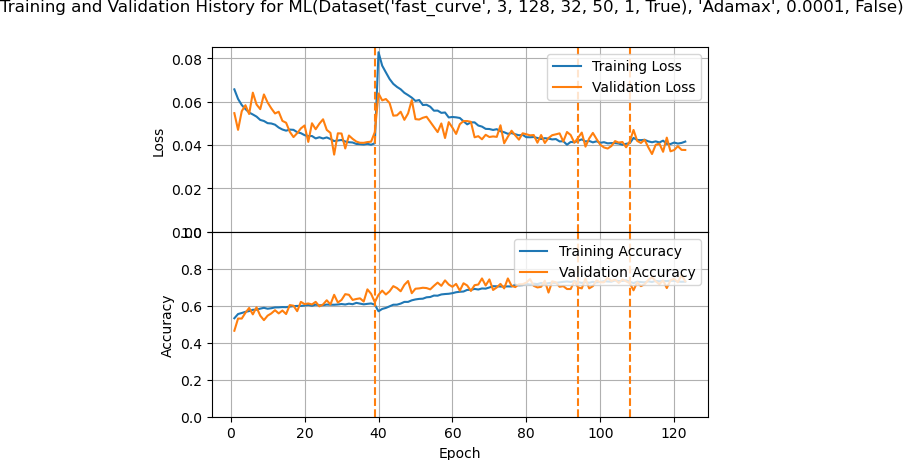 Training and Validation History for ML(Dataset('fast_curve', 3, 128, 32, 50, 1, True), 'Adamax', 0.0001, False)
0.08
0.06
0.04
0.02
0.00
Loss
Training Loss
Validation Loss
1.0
0.8
0.6
0.4
0.2
0.0
Accuracy
Training Accuracy
Validation Accuracy
0 20 40 60 80 100 120
Epoch